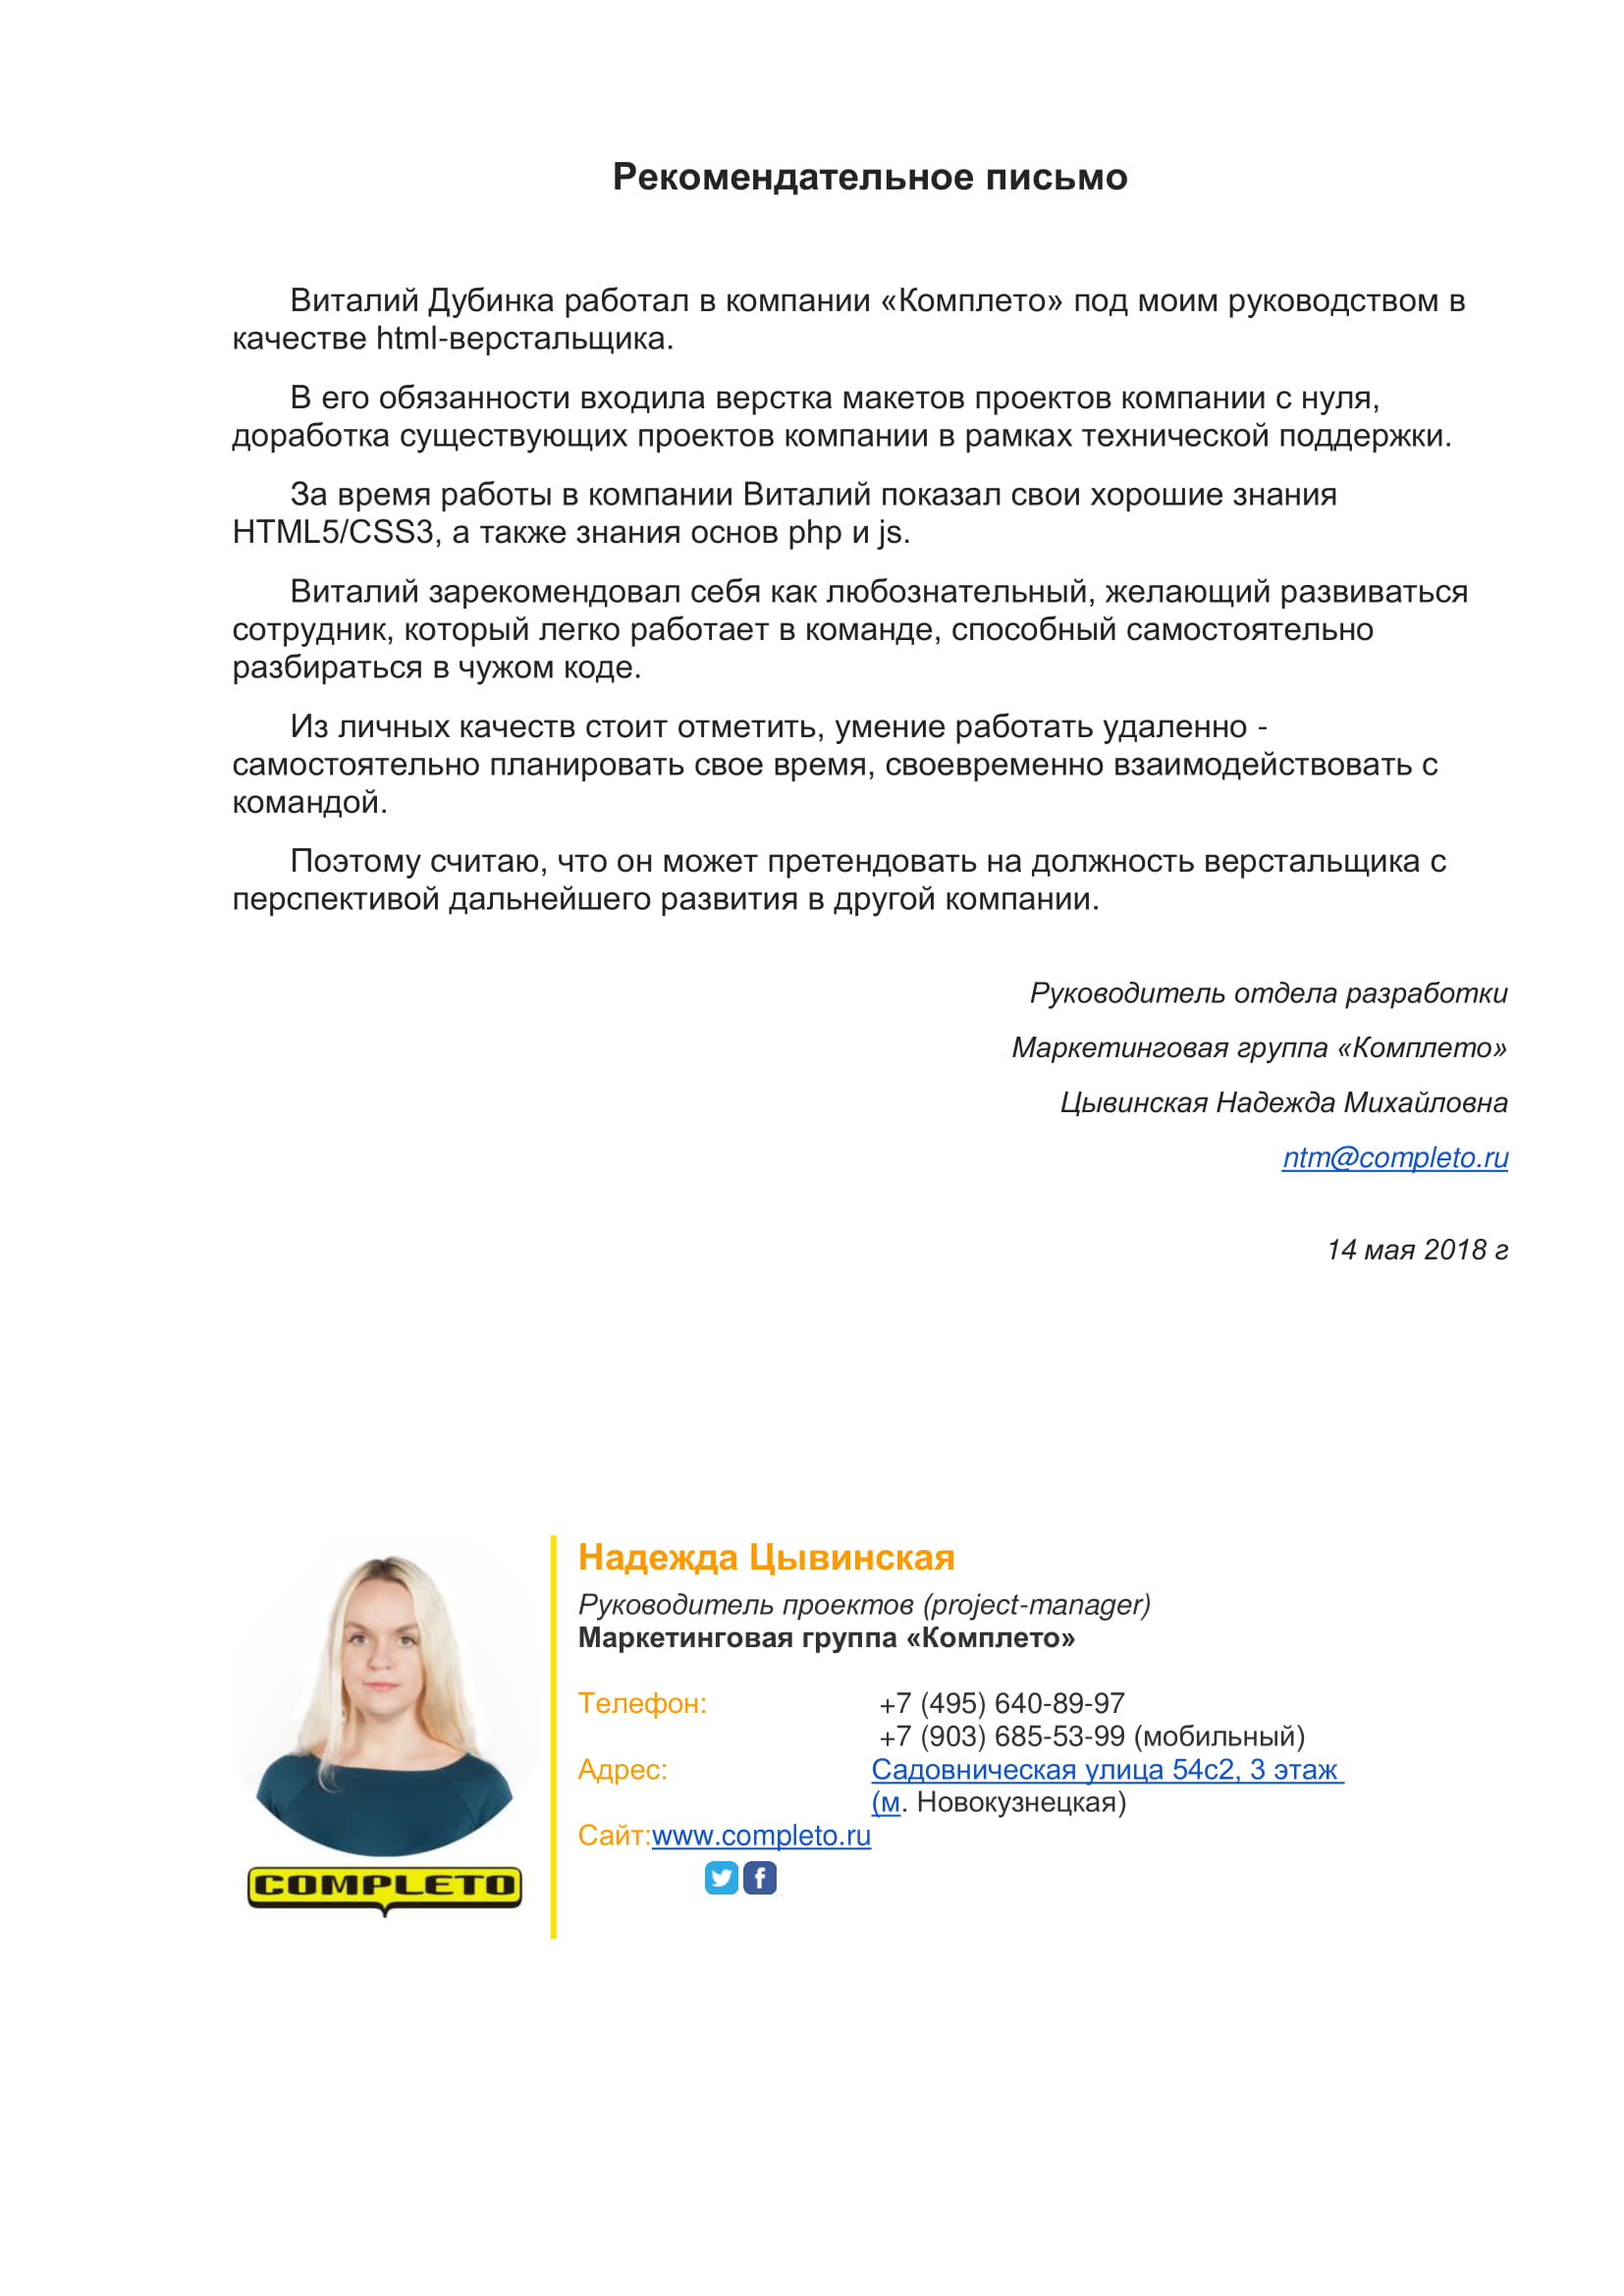 Рекомендательное письмо
Виталий Дубинка работал в компании «Комплето» под моим руководством в
качестве html-верстальщика.
В его обязанности входила верстка макетов проектов компании с нуля,
доработка существующих проектов компании в рамках технической поддержки.
За время работы в компании Виталий показал свои хорошие знания
HTML5/CSS3, а также знания основ php и js.
Виталий зарекомендовал себя как любознательный, желающий развиваться
сотрудник, который легко работает в команде, способный самостоятельно
разбираться в чужом коде.
Из личных качеств стоит отметить, умение работать удаленно -
самостоятельно планировать свое время, своевременно взаимодействовать с
командой.
Поэтому считаю, что он может претендовать на должность верстальщика с
перспективой дальнейшего развития в другой компании.
Руководитель отдела разработки
Маркетинговая группа «Комплето»
Цывинская Надежда Михайловна
ntm@completo.ru
14 мая 2018 г
Надежда Цывинская
Руководитель проектов (project-manager)
Маркетинговая группа «Комплето»
Телефон: +7 (495) 640-89-97
+7 (903) 685-53-99 (мобильный)
Адрес: Садовническая улица 54с2, 3 этаж
(м. Новокузнецкая)
Сайт:www.completo.ru
COMPLETO